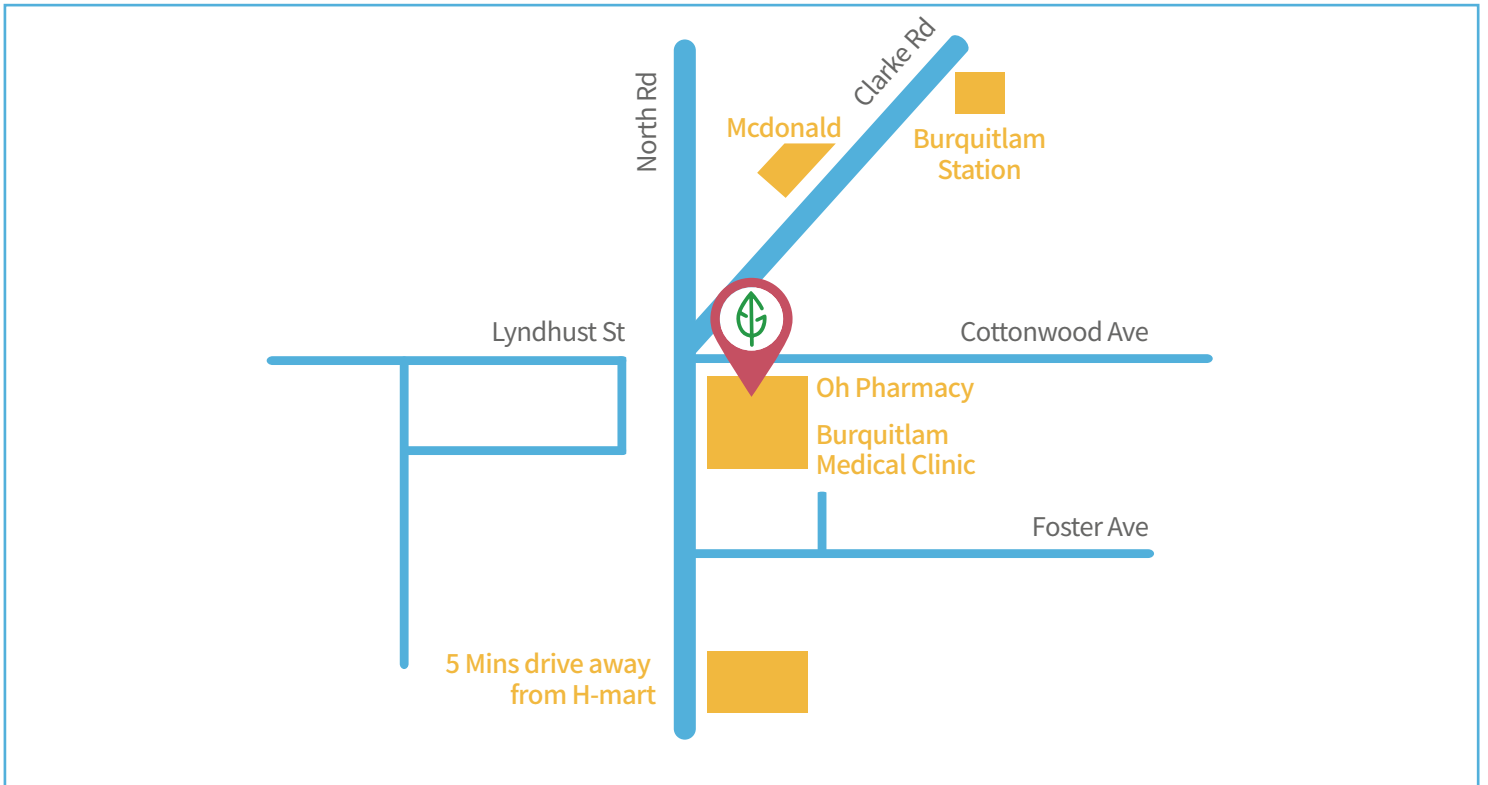 North Rd
Clarke Rd
Mcdonald
Burquitlam
Station
Lyndhust St
Cottonwood Ave
Oh Pharmacy
Burquitlam
Medical Clinic
Foster Ave
5 Mins drive away
from H-mart